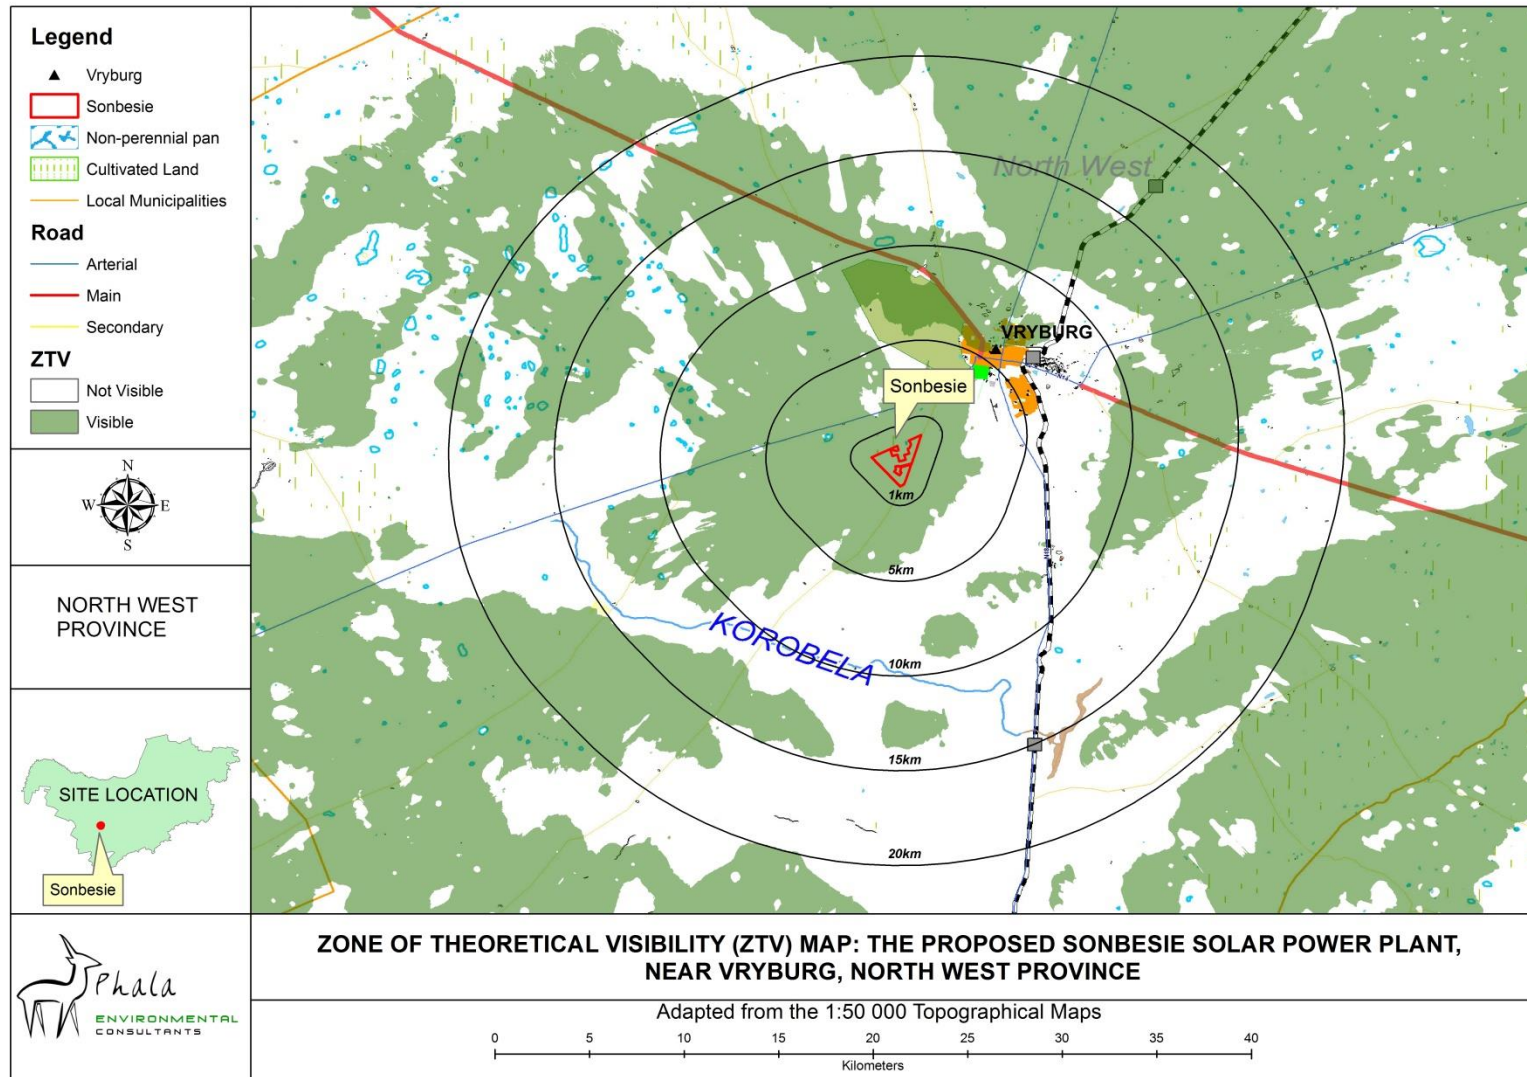 Legend
Vryburg
Sonbesie
Non-perennial pan
Cultivated Land
Local Municipalities
Road
Arterial
Main
Secondary
ZTV
Not Visible
Visible
N
W
E
S
NORTH WEST
PROVINCE
SITE LOCATION
Sonbesie
Phala
ENVIRONMENTAL
CONSULTANTS
North West
VRYBURG
Sonbesie
1km
5km
KOROBELA
10km
15km
20km
ZONE OF THEORETICAL VISIBILITY (ZTV) MAP: THE PROPOSED SONBESIE SOLAR POWER PLANT,
NEAR VRYBURG, NORTH WEST PROVINCE
Adapted from the 1:50 000 Topographical Maps
0 5 10 15 20 25 30 35 40
Kilometers